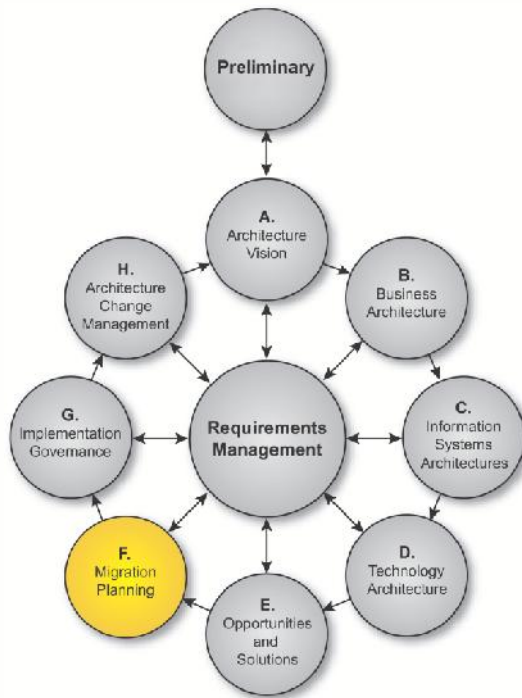 Preliminary
A.
Architecture
Vision
B.
Business
Architecture
C.
Information
Systems
Architectures
D.
Technology
Architecture
E.
Opportunities
and
Solutions
F.
Migration
Planning
G.
Implementation
Governance
H.
Architecture
Change
Management
Requirements
Management